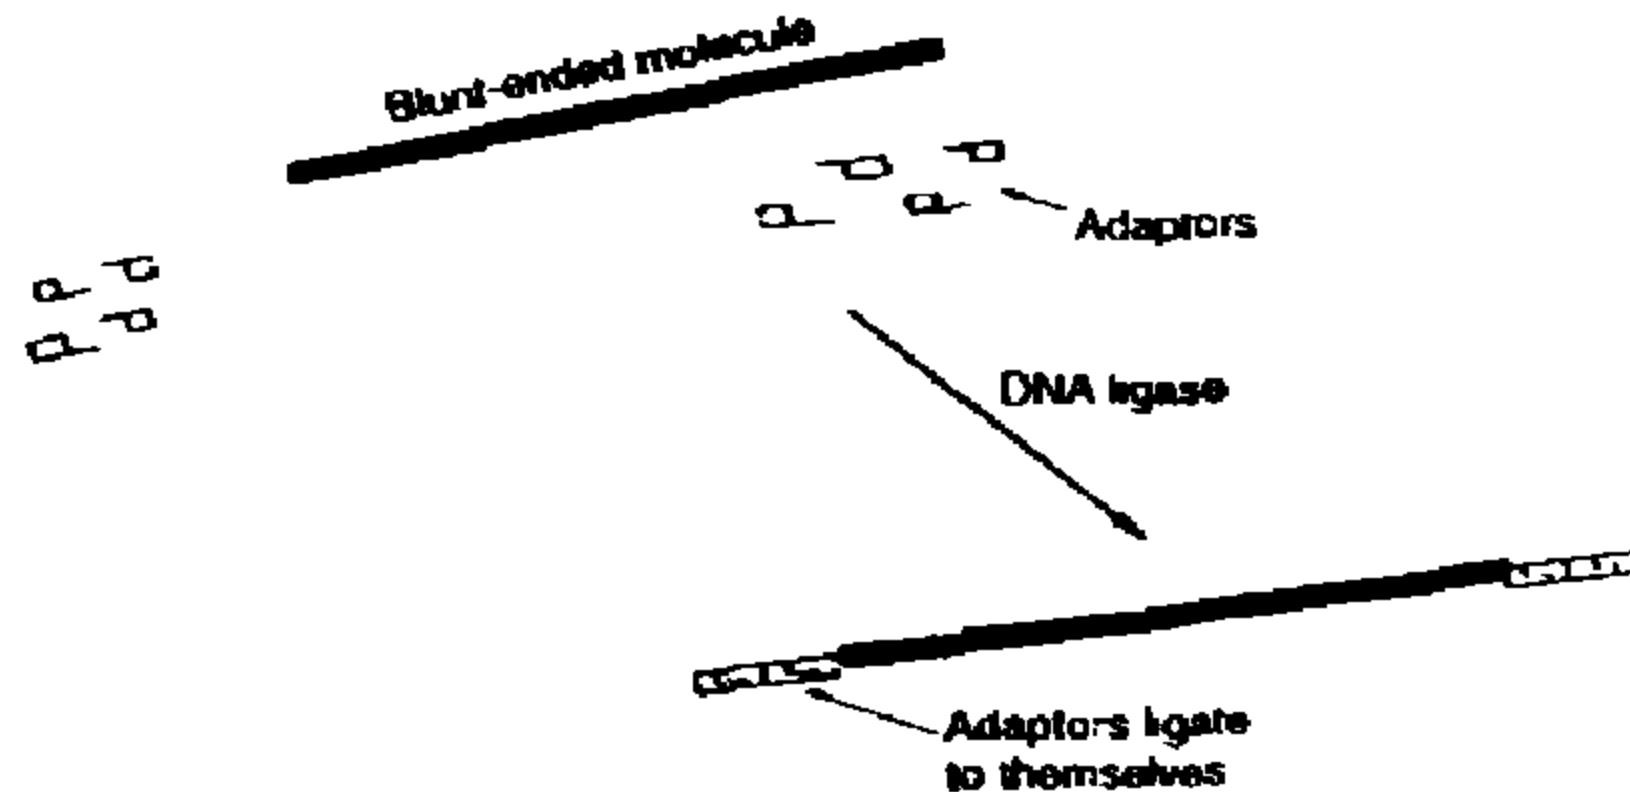 Blunt-ended molecule
Adaptors
DNA ligase
Adaptors ligate
to themselves